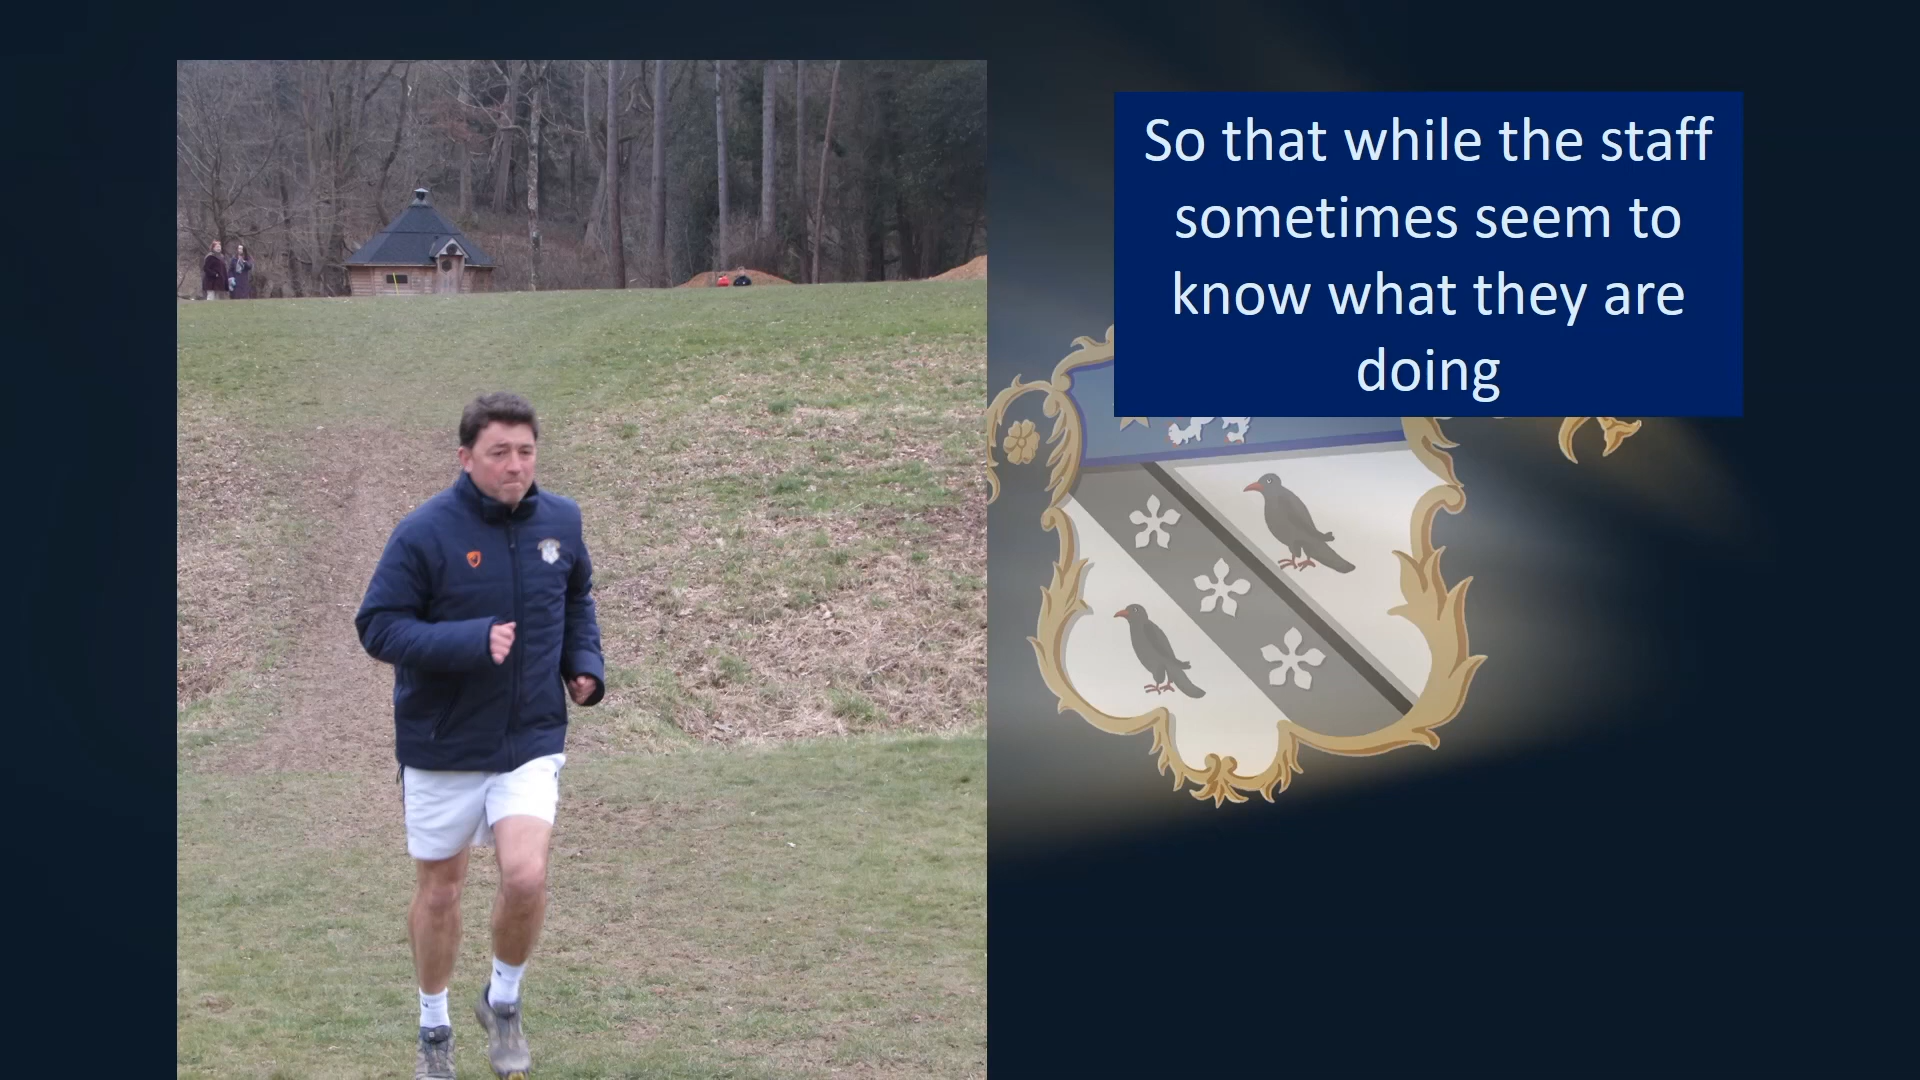 So that while the staff
sometimes seem to
know what they are
doing